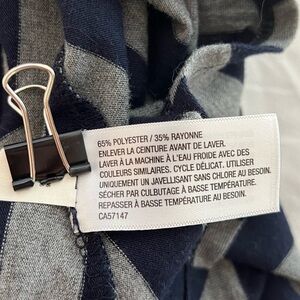 65% POLYESTER / 35% RAYONNE
ENLEVER LA CEINTURE AVANT DE LAVER.
LAVER À LA MACHINE À L'EAU FROIDE AVEC DES
COULEURS SIMILAIRES. CYCLE DÉLICAT. UTILISER
UNIQUEMENT UN JAVELLISANT SANS CHLORE AU BESOIN.
SÉCHER PAR CULBUTAGE À BASSE TEMPÉRATURE.
REPASSER À BASSE TEMPÉRATURE AU BESOIN.
CA57147